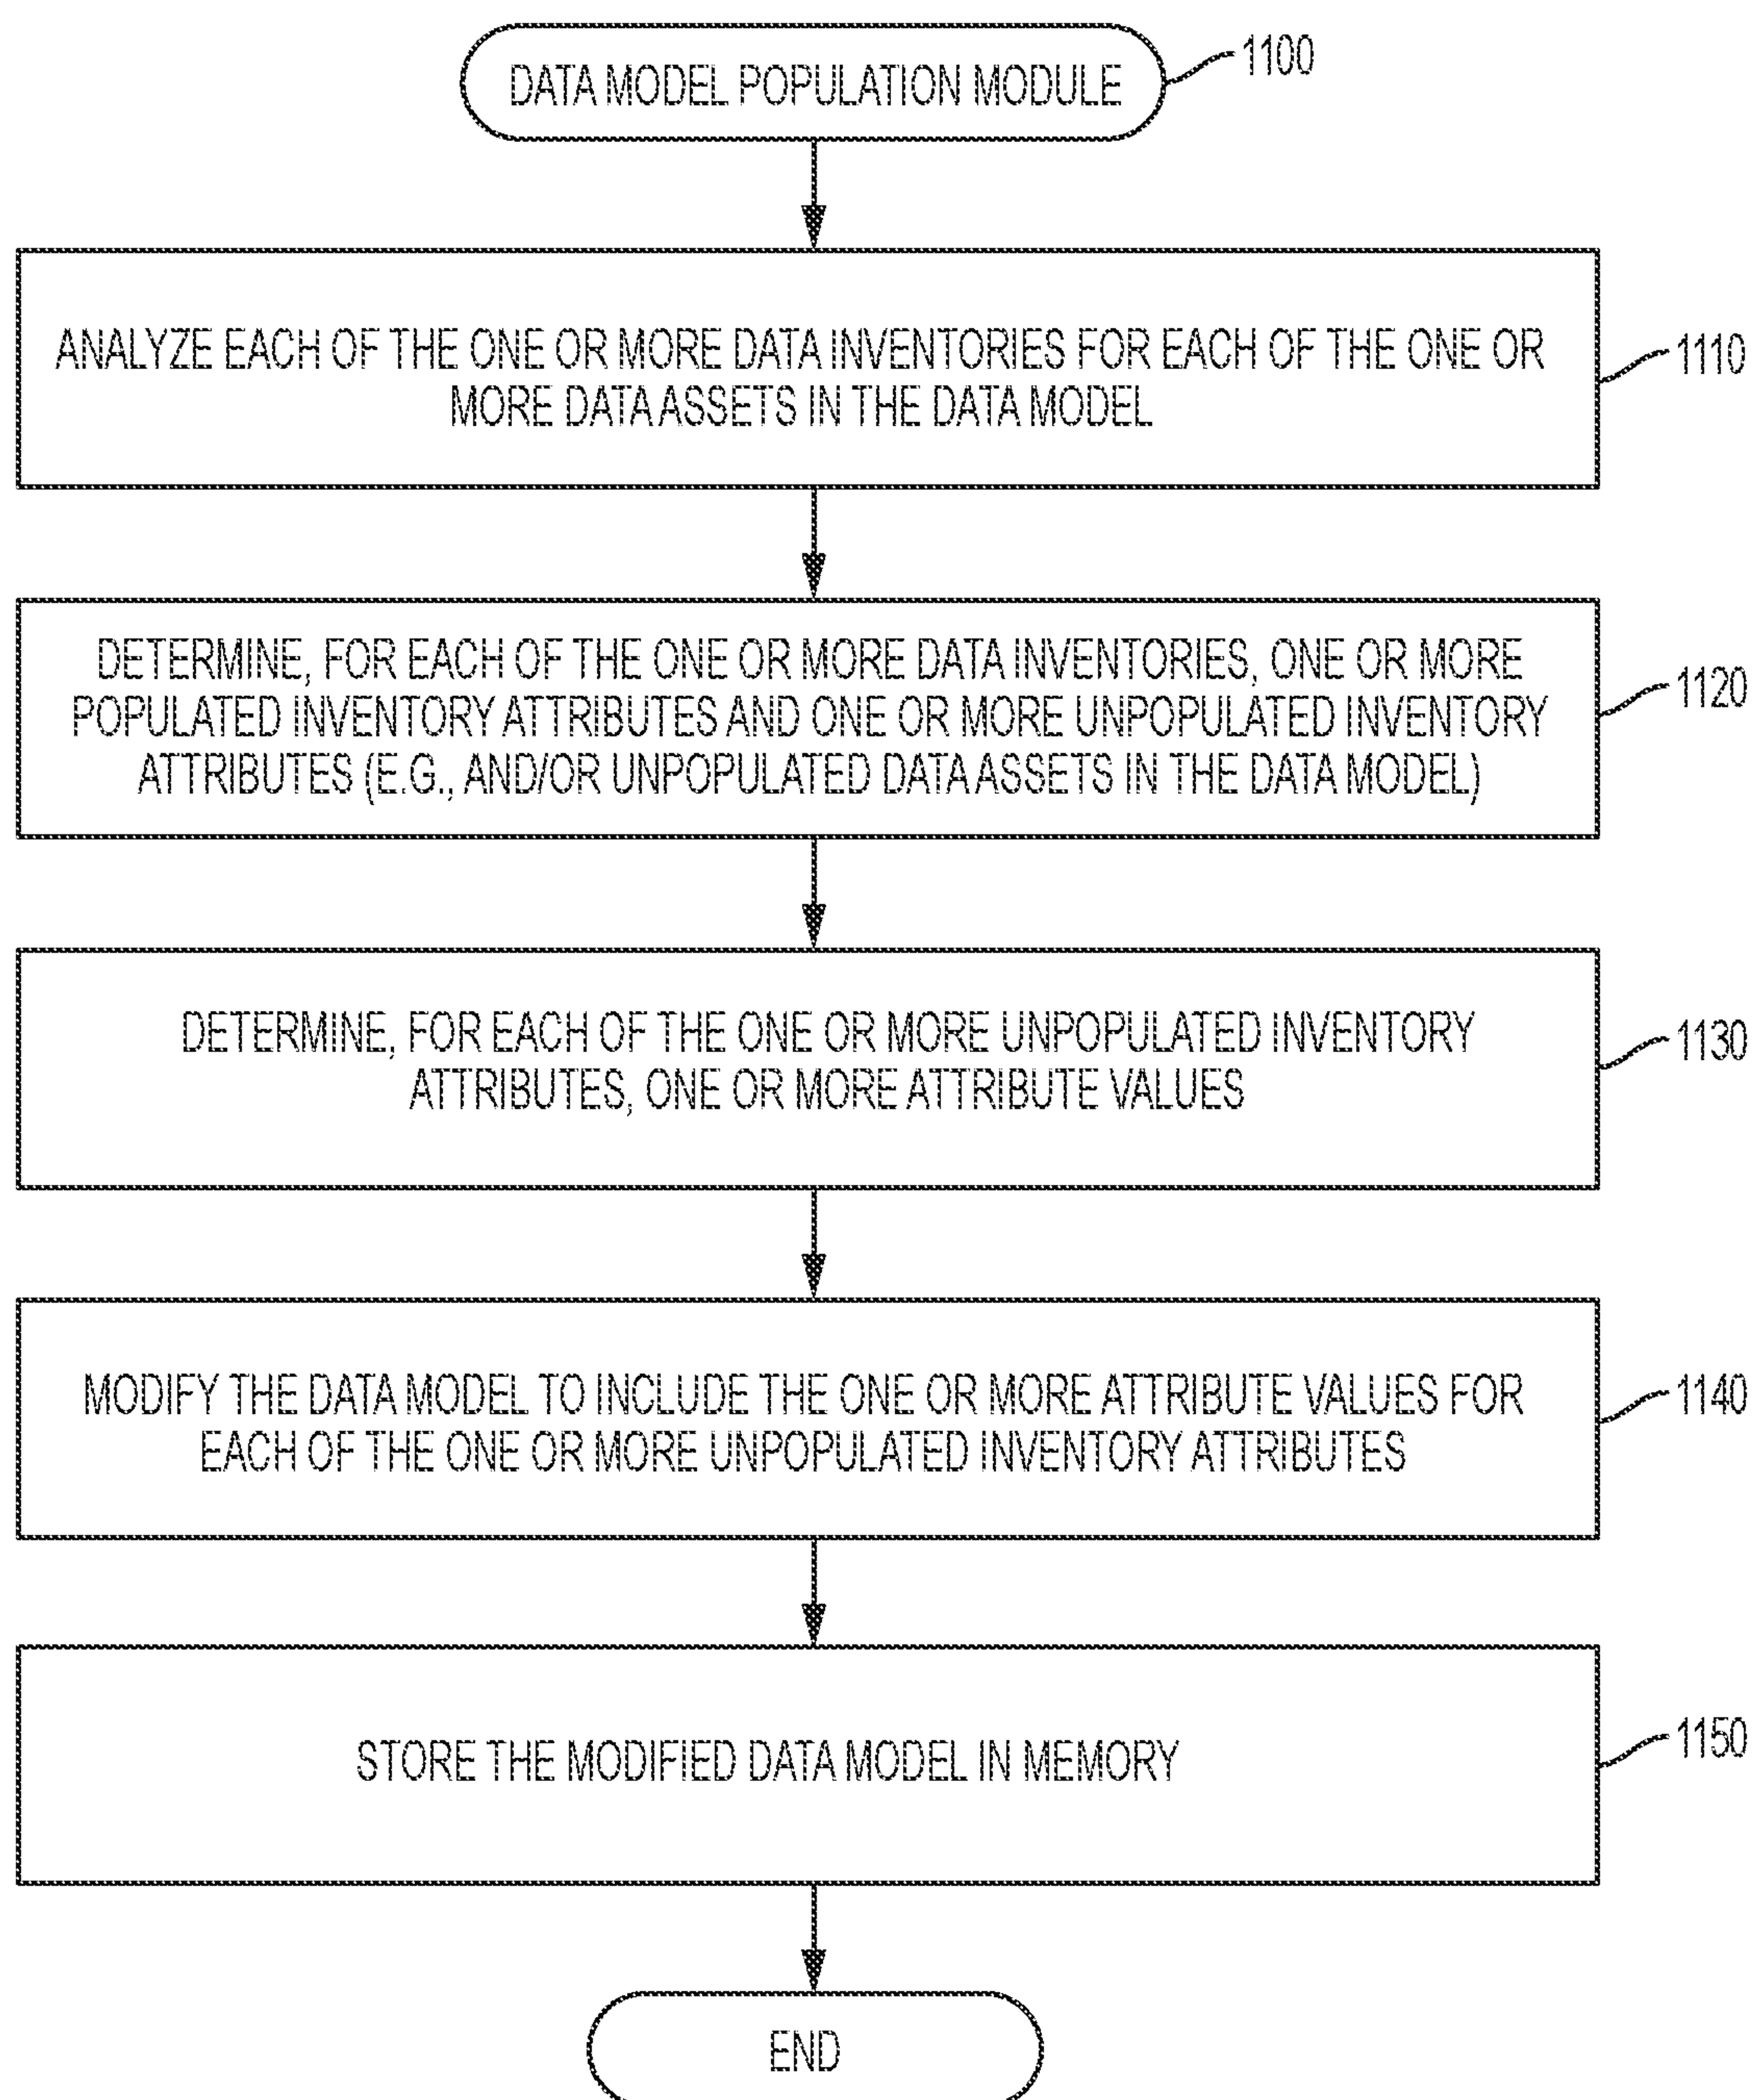 DATA MODEL POPULATION MODULE
1100
ANALYZE EACH OF THE ONE OR MORE DATA INVENTORIES FOR EACH OF THE ONE OR
MORE DATA ASSETS IN THE DATA MODEL
1110
DETERMINE, FOR EACH OF THE ONE OR MORE DATA INVENTORIES, ONE OR MORE
POPULATED INVENTORY ATTRIBUTES AND ONE OR MORE UNPOPULATED INVENTORY
ATTRIBUTES (E.G., AND/OR UNPOPULATED DATA ASSETS IN THE DATA MODEL)
1120
DETERMINE, FOR EACH OF THE ONE OR MORE UNPOPULATED INVENTORY
ATTRIBUTES, ONE OR MORE ATTRIBUTE VALUES
1130
MODIFY THE DATA MODEL TO INCLUDE THE ONE OR MORE ATTRIBUTE VALUES FOR
EACH OF THE ONE OR MORE UNPOPULATED INVENTORY ATTRIBUTES
1140
STORE THE MODIFIED DATA MODEL IN MEMORY
1150
END